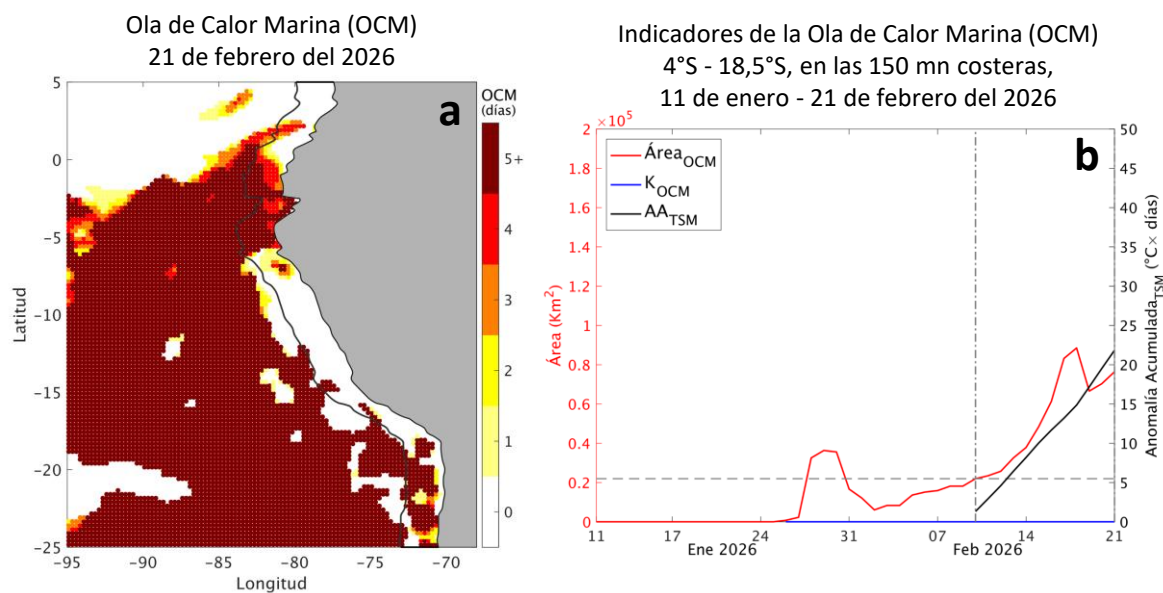 Ola de Calor Marina (OCM)
21 de febrero del 2026
a
OCM
(días)
5+
4
3
2
1
0
5
0
−5
−10
−15
−20
−25
Latitud
−95
−90
−85
−80
−75
−70
Longitud
Indicadores de la Ola de Calor Marina (OCM)
4°S - 18,5°S, en las 150 mn costeras,
11 de enero - 21 de febrero del 2026
b
×10⁵
2
1.8
1.6
1.4
1.2
1
0.8
0.6
0.4
0.2
0
Área (Km²)
Área_OCM
K_OCM
AA_TSM
50
45
40
35
30
25
20
15
10
5
0
Anomalía Acumulada_TSM (°C× días)
11
17
24
31
07
14
21
Ene 2026
Feb 2026